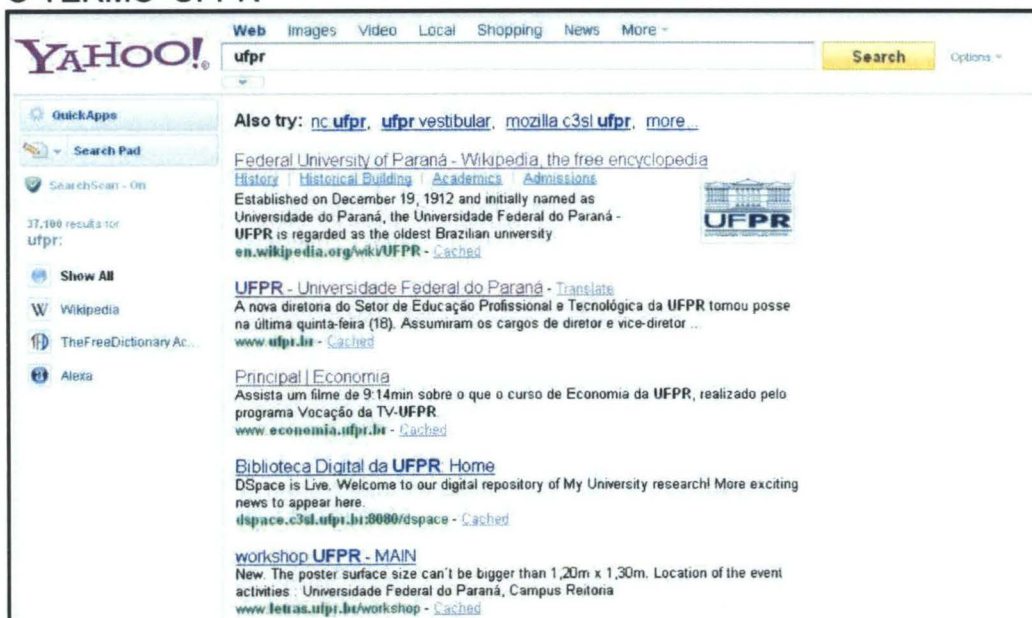 O TERMO "UFPR"
Web Images Video Local Shopping News More
YAHOO!
ufpr
Search
Options
QuickApps
Search Pad
SearchScan - On
37,100 results for
ufpr:
Show All
Wikipedia
TheFreeDictionary Ac...
Alexa
Also try: nc ufpr, ufpr vestibular, mozilla c3sl ufpr, more...
Federal University of Paraná - Wikipedia, the free encyclopedia
History | Historical Building | Academics | Admissions
Established on December 19, 1912 and initially named as
Universidade do Paraná, the Universidade Federal do Paraná -
UFPR is regarded as the oldest Brazilian university
en.wikipedia.org/wiki/UFPR - Cached
UFPR
UFPR - Universidade Federal do Paraná - Translate
A nova diretoria do Setor de Educação Profissional e Tecnológica da UFPR tomou posse
na última quinta-feira (18). Assumiram os cargos de diretor e vice-diretor ...
www.ufpr.br - Cached
Principal | Economia
Assista um filme de 9:14min sobre o que o curso de Economia da UFPR, realizado pelo
programa Vocação da TV-UFPR
www.economia.ufpr.br - Cached
Biblioteca Digital da UFPR: Home
DSpace is Live. Welcome to our digital repository of My University research! More exciting
news to appear here.
dspace.c3sl.ufpr.br:8080/dspace - Cached
workshop UFPR - MAIN
New. The poster surface size can't be bigger than 1,20m x 1,30m. Location of the event
activities : Universidade Federal do Paraná, Campus Reitoria
www.letras.ufpr.br/workshop - Cached